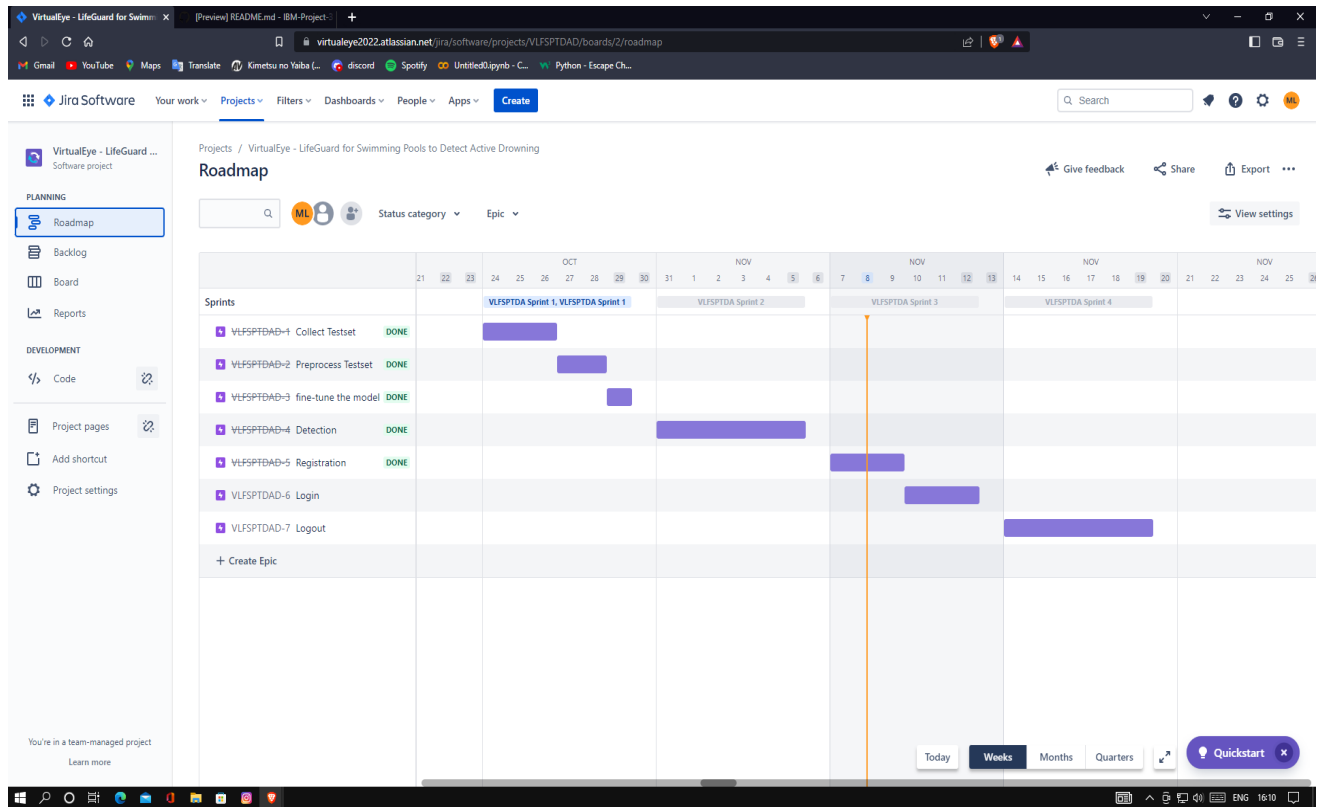 VirtualEye - LifeGuard for Swimm
[Preview] README.md - IBM-Project-3
virtualeye2022.atlassian.net/jira/software/projects/VLFSPTDAD/boards/2/roadmap
Gmail YouTube Maps Translate Kimetsu no Yaiba (... discord Spotify Untitled0.ipynb - C... Python - Escape Ch...
Jira Software Your work Projects Filters Dashboards People Apps Create Search ML
VirtualEye - LifeGuard ...
Software project
PLANNING
Roadmap
Backlog
Board
Reports
DEVELOPMENT
Code
Project pages
Add shortcut
Project settings
You're in a team-managed project
Learn more
Projects / VirtualEye - LifeGuard for Swimming Pools to Detect Active Drowning
Roadmap
Give feedback Share Export
ML Status category Epic View settings
OCT NOV NOV NOV NOV
21 22 23 24 25 26 27 28 29 30 31 1 2 3 4 5 6 7 8 9 10 11 12 13 14 15 16 17 18 19 20 21 22 23 24 25
Sprints VLFSPTDA Sprint 1, VLFSPTDA Sprint 1 VLFSPTDA Sprint 2 VLFSPTDA Sprint 3 VLFSPTDA Sprint 4
VLFSPTDAD-1 Collect Testset DONE
VLFSPTDAD-2 Preprocess Testset DONE
VLFSPTDAD-3 fine-tune the model DONE
VLFSPTDAD-4 Detection DONE
VLFSPTDAD-5 Registration DONE
VLFSPTDAD-6 Login
VLFSPTDAD-7 Logout
+ Create Epic
Today Weeks Months Quarters
Quickstart
ENG 16:10